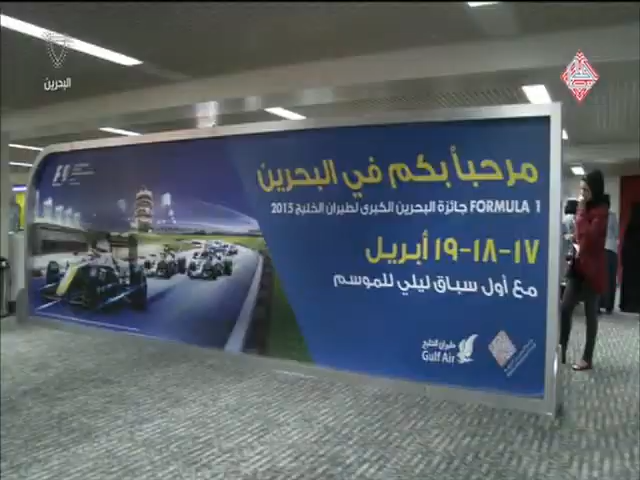 البحرين
F1
مرحباً بكم في البحرين
FORMULA 1 جائزة البحرين الكبرى لطيران الخليج 2015
١٧-١٨-١٩ أبريل
مع أول سباق ليلي للموسم
طيران الخليج
Gulf Air